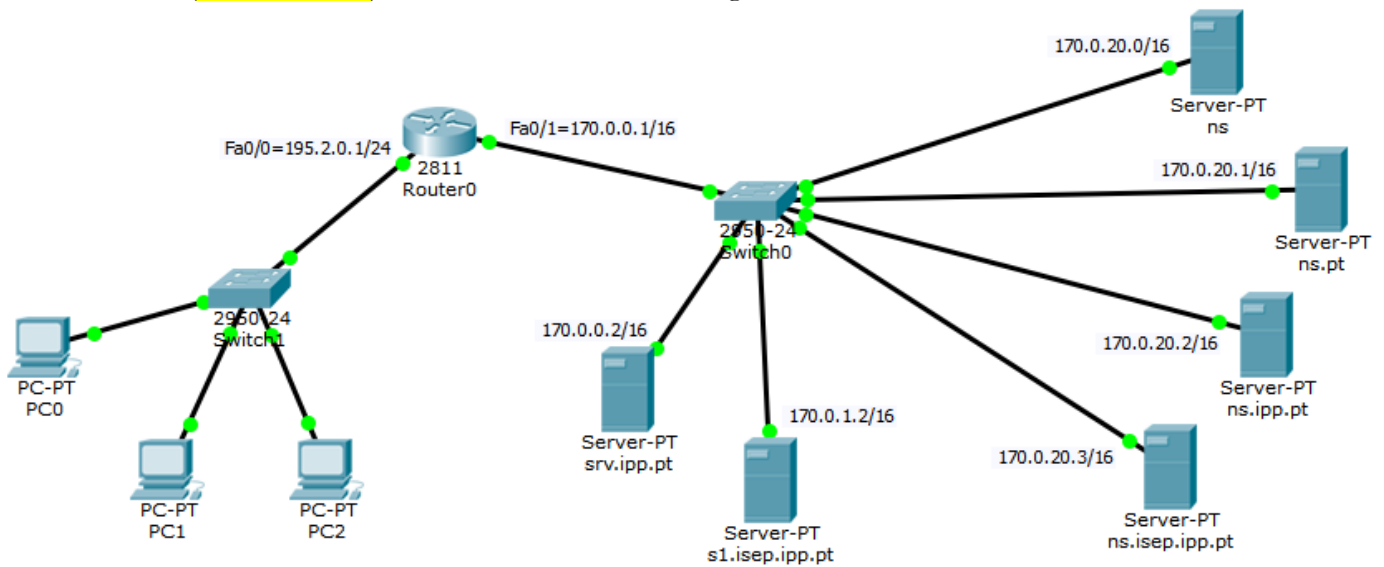 170.0.20.0/16
Server-PT
ns
Fa0/1=170.0.0.1/16
Fa0/0=195.2.0.1/24
2811
Router0
170.0.20.1/16
Server-PT
ns.pt
2950-24
Switch0
2950-24
Switch1
170.0.0.2/16
170.0.20.2/16
Server-PT
ns.ipp.pt
PC-PT
PC0
170.0.1.2/16
Server-PT
srv.ipp.pt
170.0.20.3/16
PC-PT
PC1
PC-PT
PC2
Server-PT
s1.isep.ipp.pt
Server-PT
ns.isep.ipp.pt